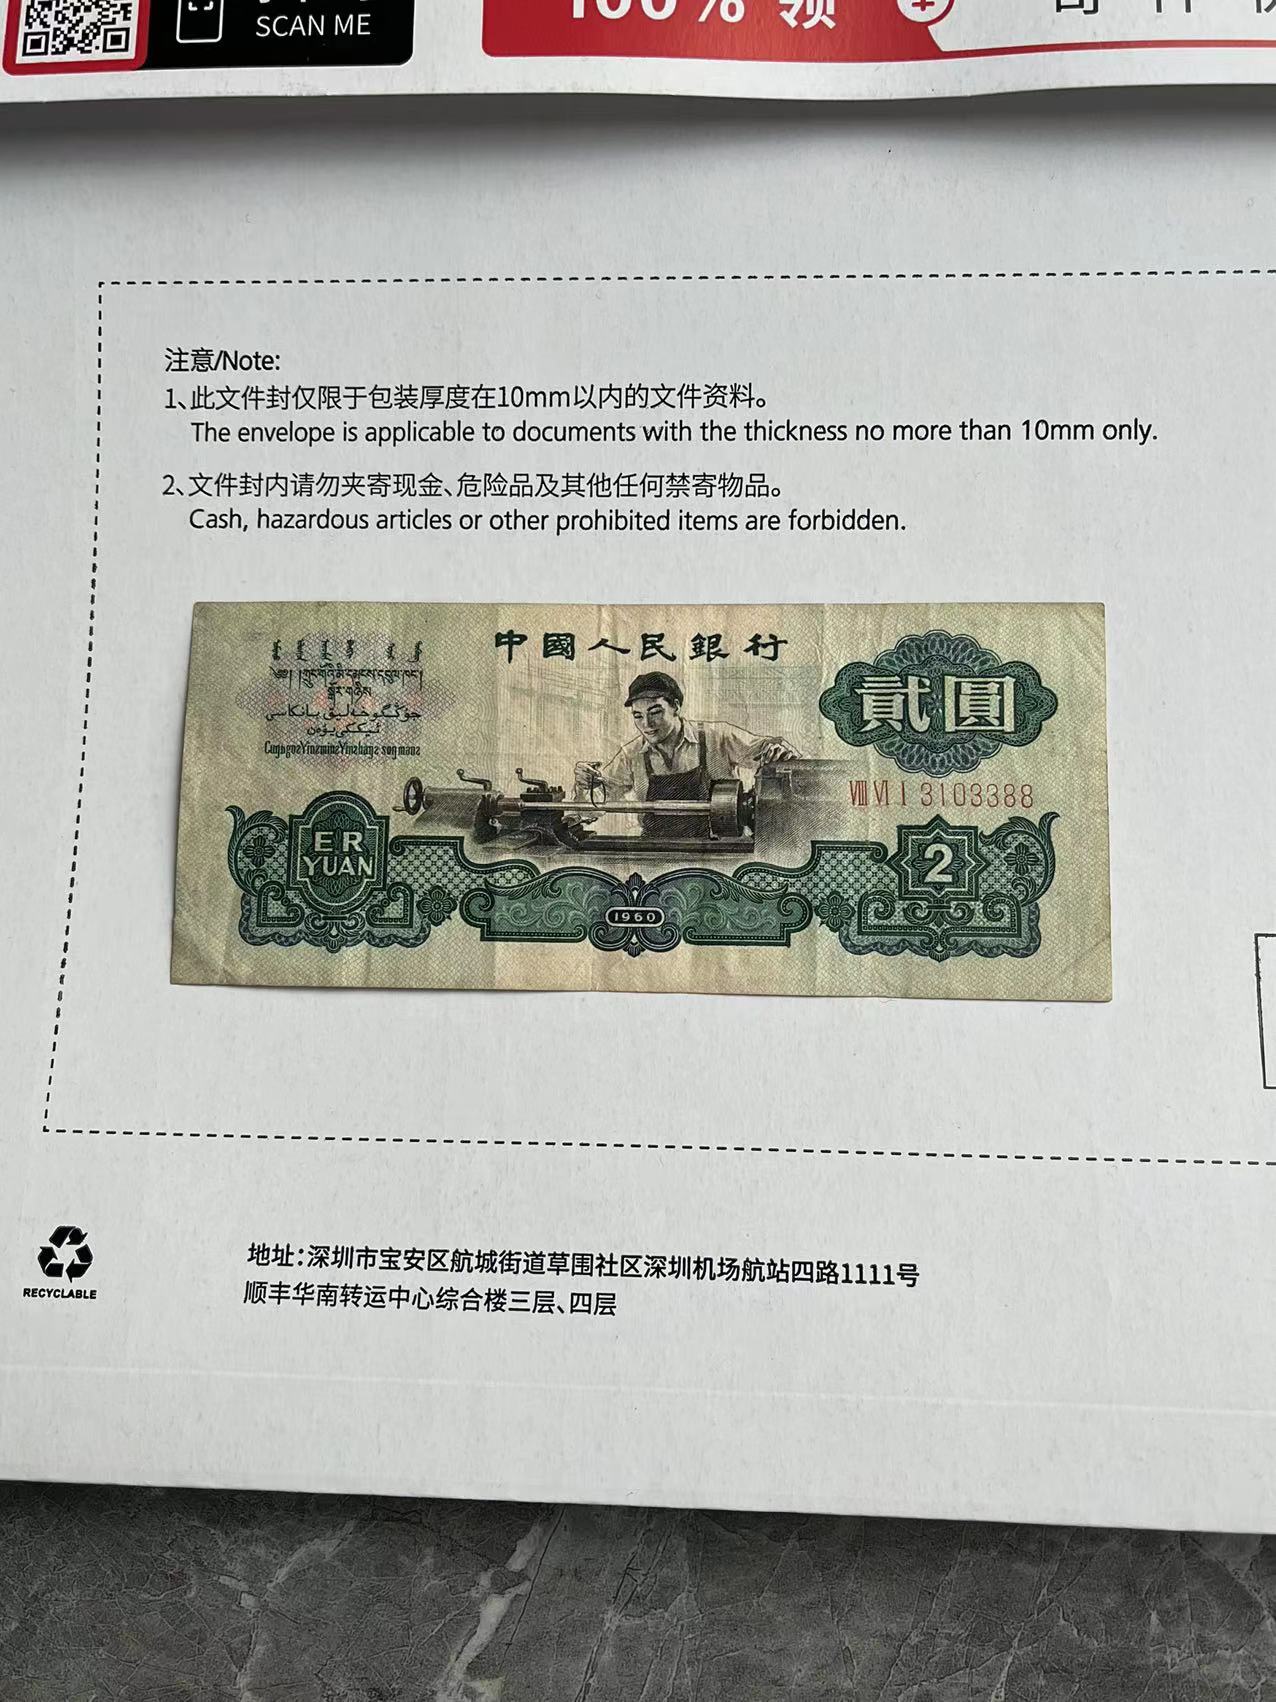 SCAN ME
100% 领
注意/Note:
1、此文件封仅限于包装厚度在10mm以内的文件资料。
The envelope is applicable to documents with the thickness no more than 10mm only.
2、文件封内请勿夹寄现金、危险品及其他任何禁寄物品。
Cash, hazardous articles or other prohibited items are forbidden.
中國人民銀行
貳圓
VIII VI I 3103388
ER
YUAN
2
1960
RECYCLABLE
地址:深圳市宝安区航城街道草围社区深圳机场航站四路1111号
顺丰华南转运中心综合楼三层、四层